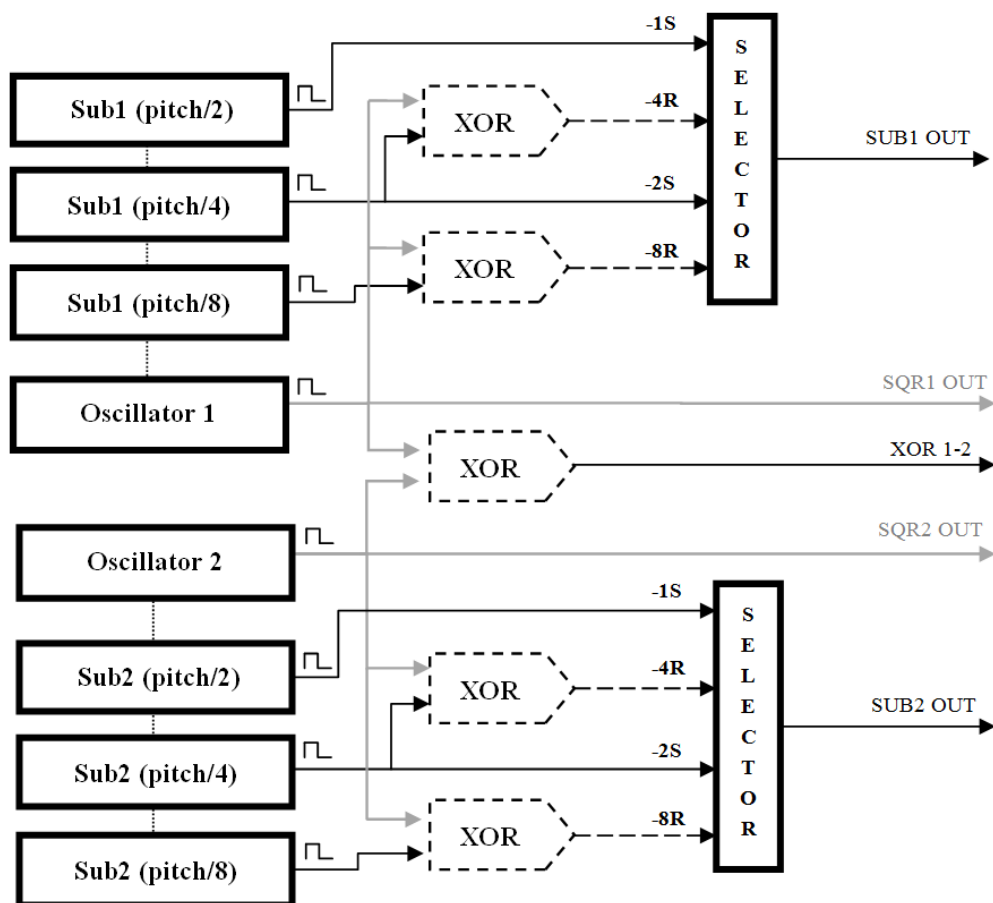 -1S
Sub1 (pitch/2)
XOR
-4R
SUB1 OUT
Sub1 (pitch/4)
-2S
XOR
-8R
Sub1 (pitch/8)
SELECTOR
Oscillator 1
SQR1 OUT
XOR
XOR 1-2
Oscillator 2
SQR2 OUT
-1S
Sub2 (pitch/2)
XOR
-4R
SUB2 OUT
Sub2 (pitch/4)
-2S
XOR
-8R
Sub2 (pitch/8)
SELECTOR